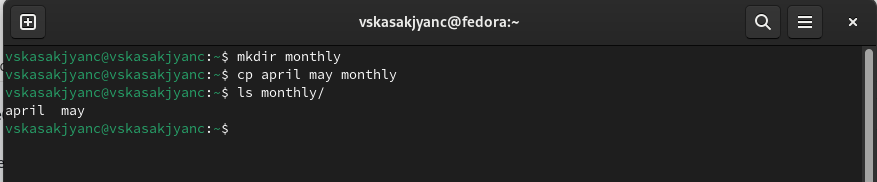 vskasakjyanc@fedora:~
vskasakjyanc@vskasakjyanc:~$ mkdir monthly
vskasakjyanc@vskasakjyanc:~$ cp april may monthly
vskasakjyanc@vskasakjyanc:~$ ls monthly/
april  may
vskasakjyanc@vskasakjyanc:~$